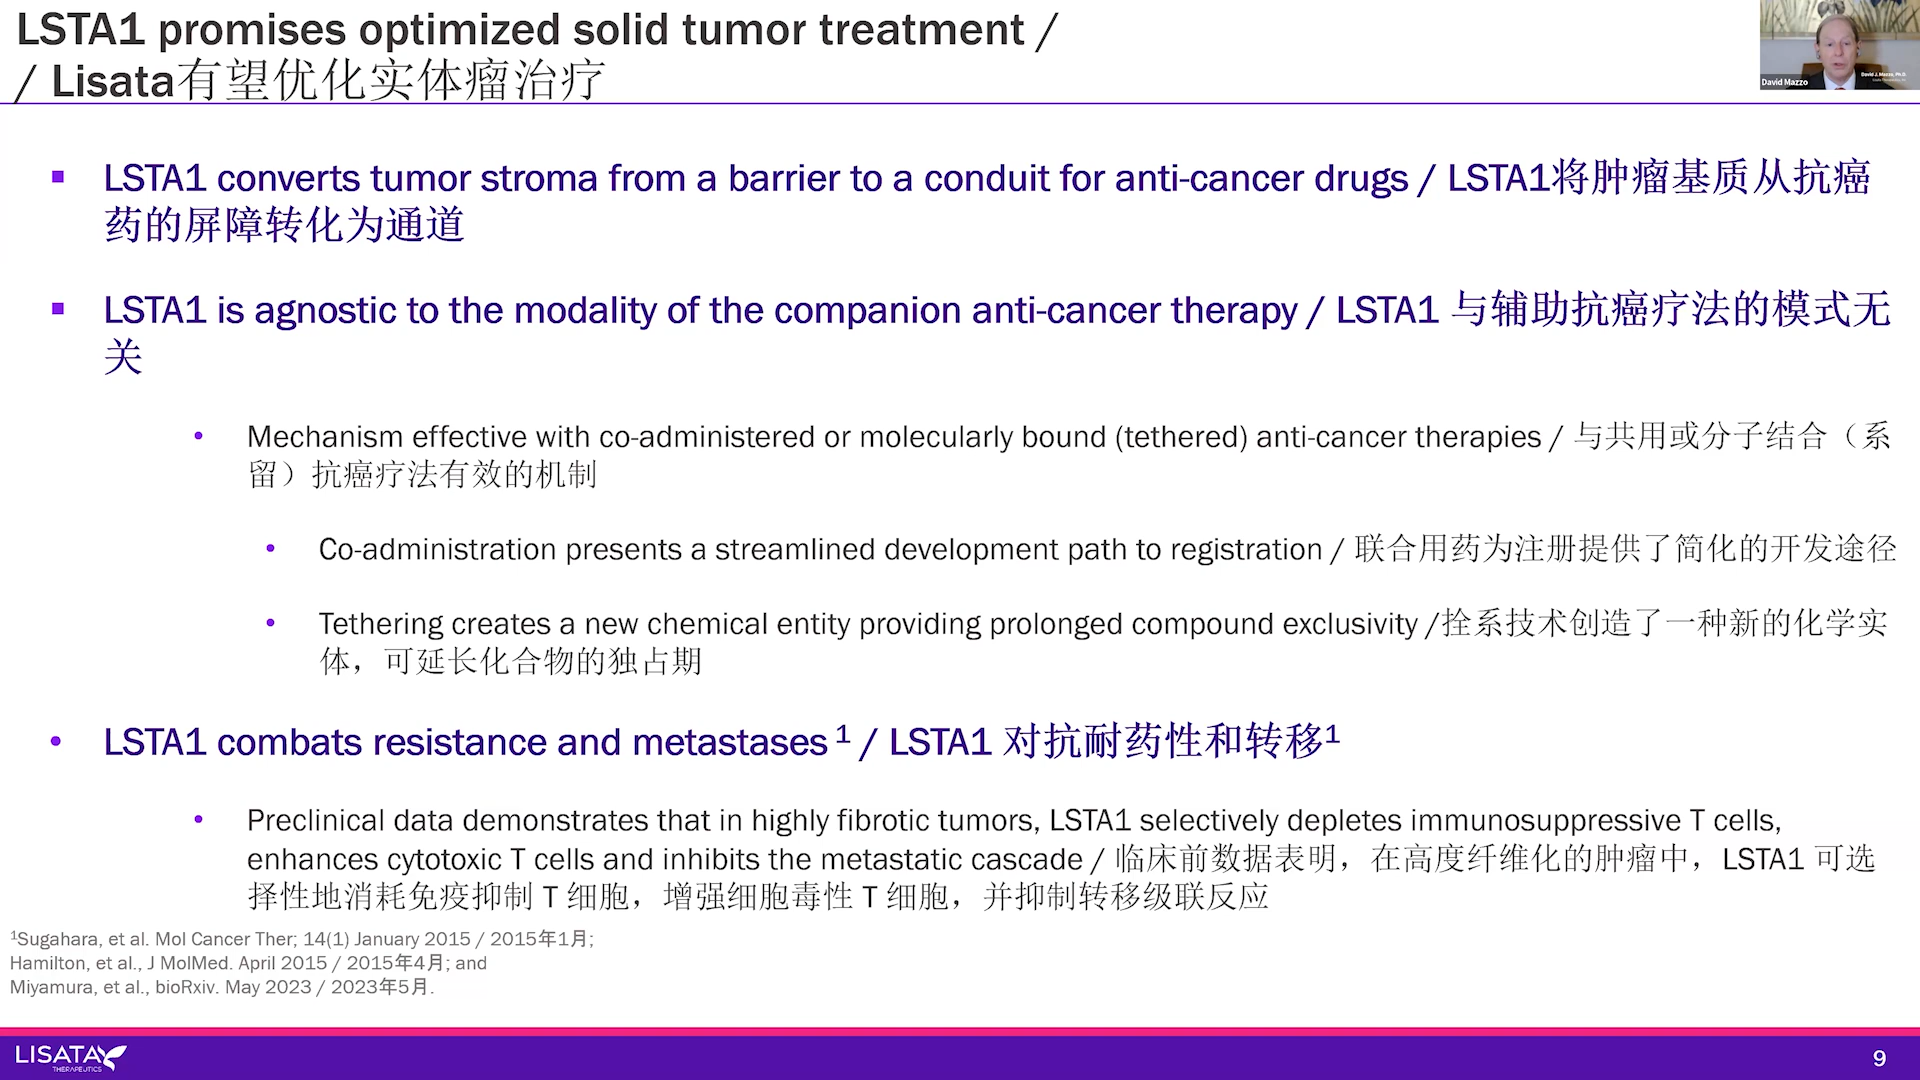 LSTA1 promises optimized solid tumor treatment /
/ Lisata有望优化实体瘤治疗
David Mazzo
David J. Mazzo, Ph.D.
LSTA1 converts tumor stroma from a barrier to a conduit for anti-cancer drugs / LSTA1将肿瘤基质从抗癌
药的屏障转化为通道
LSTA1 is agnostic to the modality of the companion anti-cancer therapy / LSTA1 与辅助抗癌疗法的模式无
关
Mechanism effective with co-administered or molecularly bound (tethered) anti-cancer therapies / 与共用或分子结合（系
留）抗癌疗法有效的机制
Co-administration presents a streamlined development path to registration / 联合用药为注册提供了简化的开发途径
Tethering creates a new chemical entity providing prolonged compound exclusivity /拴系技术创造了一种新的化学实
体，可延长化合物的独占期
LSTA1 combats resistance and metastases ¹ / LSTA1 对抗耐药性和转移¹
Preclinical data demonstrates that in highly fibrotic tumors, LSTA1 selectively depletes immunosuppressive T cells,
enhances cytotoxic T cells and inhibits the metastatic cascade / 临床前数据表明，在高度纤维化的肿瘤中，LSTA1 可选
择性地消耗免疫抑制 T 细胞，增强细胞毒性 T 细胞，并抑制转移级联反应
¹Sugahara, et al. Mol Cancer Ther; 14(1) January 2015 / 2015年1月;
Hamilton, et al., J MolMed. April 2015 / 2015年4月; and
Miyamura, et al., bioRxiv. May 2023 / 2023年5月.
LISATA
THERAPEUTICS
9